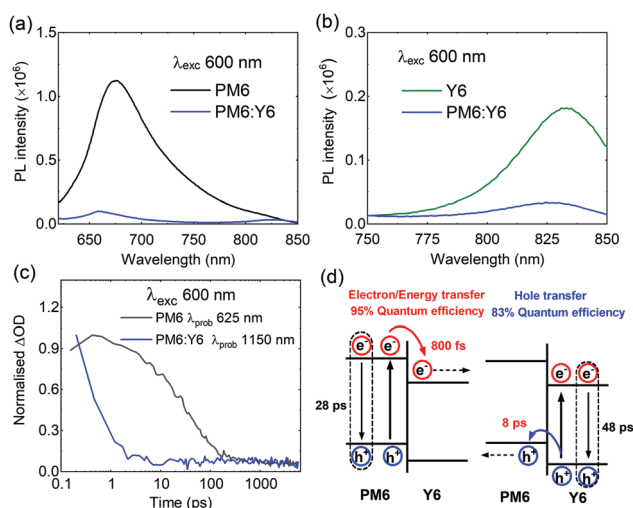 (a)
λexc 600 nm
PM6
PM6:Y6
PL intensity (×10⁶)
1.5
1.2
0.9
0.6
0.3
0.0
650 700 750 800 850
Wavelength (nm)
(b)
λexc 600 nm
Y6
PM6:Y6
PL intensity (×10⁶)
0.3
0.2
0.1
0.0
750 775 800 825 850
Wavelength (nm)
(c)
λexc 600 nm
PM6 λprob 625 nm
PM6:Y6 λprob 1150 nm
Normalised ΔOD
1.2
0.9
0.6
0.3
0.0
0.1 1 10 100 1000
Time (ps)
(d)
Electron/Energy transfer
95% Quantum efficiency
e⁻ e⁻
800 fs
e⁻
28 ps
h⁺ h⁺
PM6 Y6
Hole transfer
83% Quantum efficiency
e⁻ e⁻
8 ps
48 ps
h⁺
h⁺ h⁺
PM6 Y6